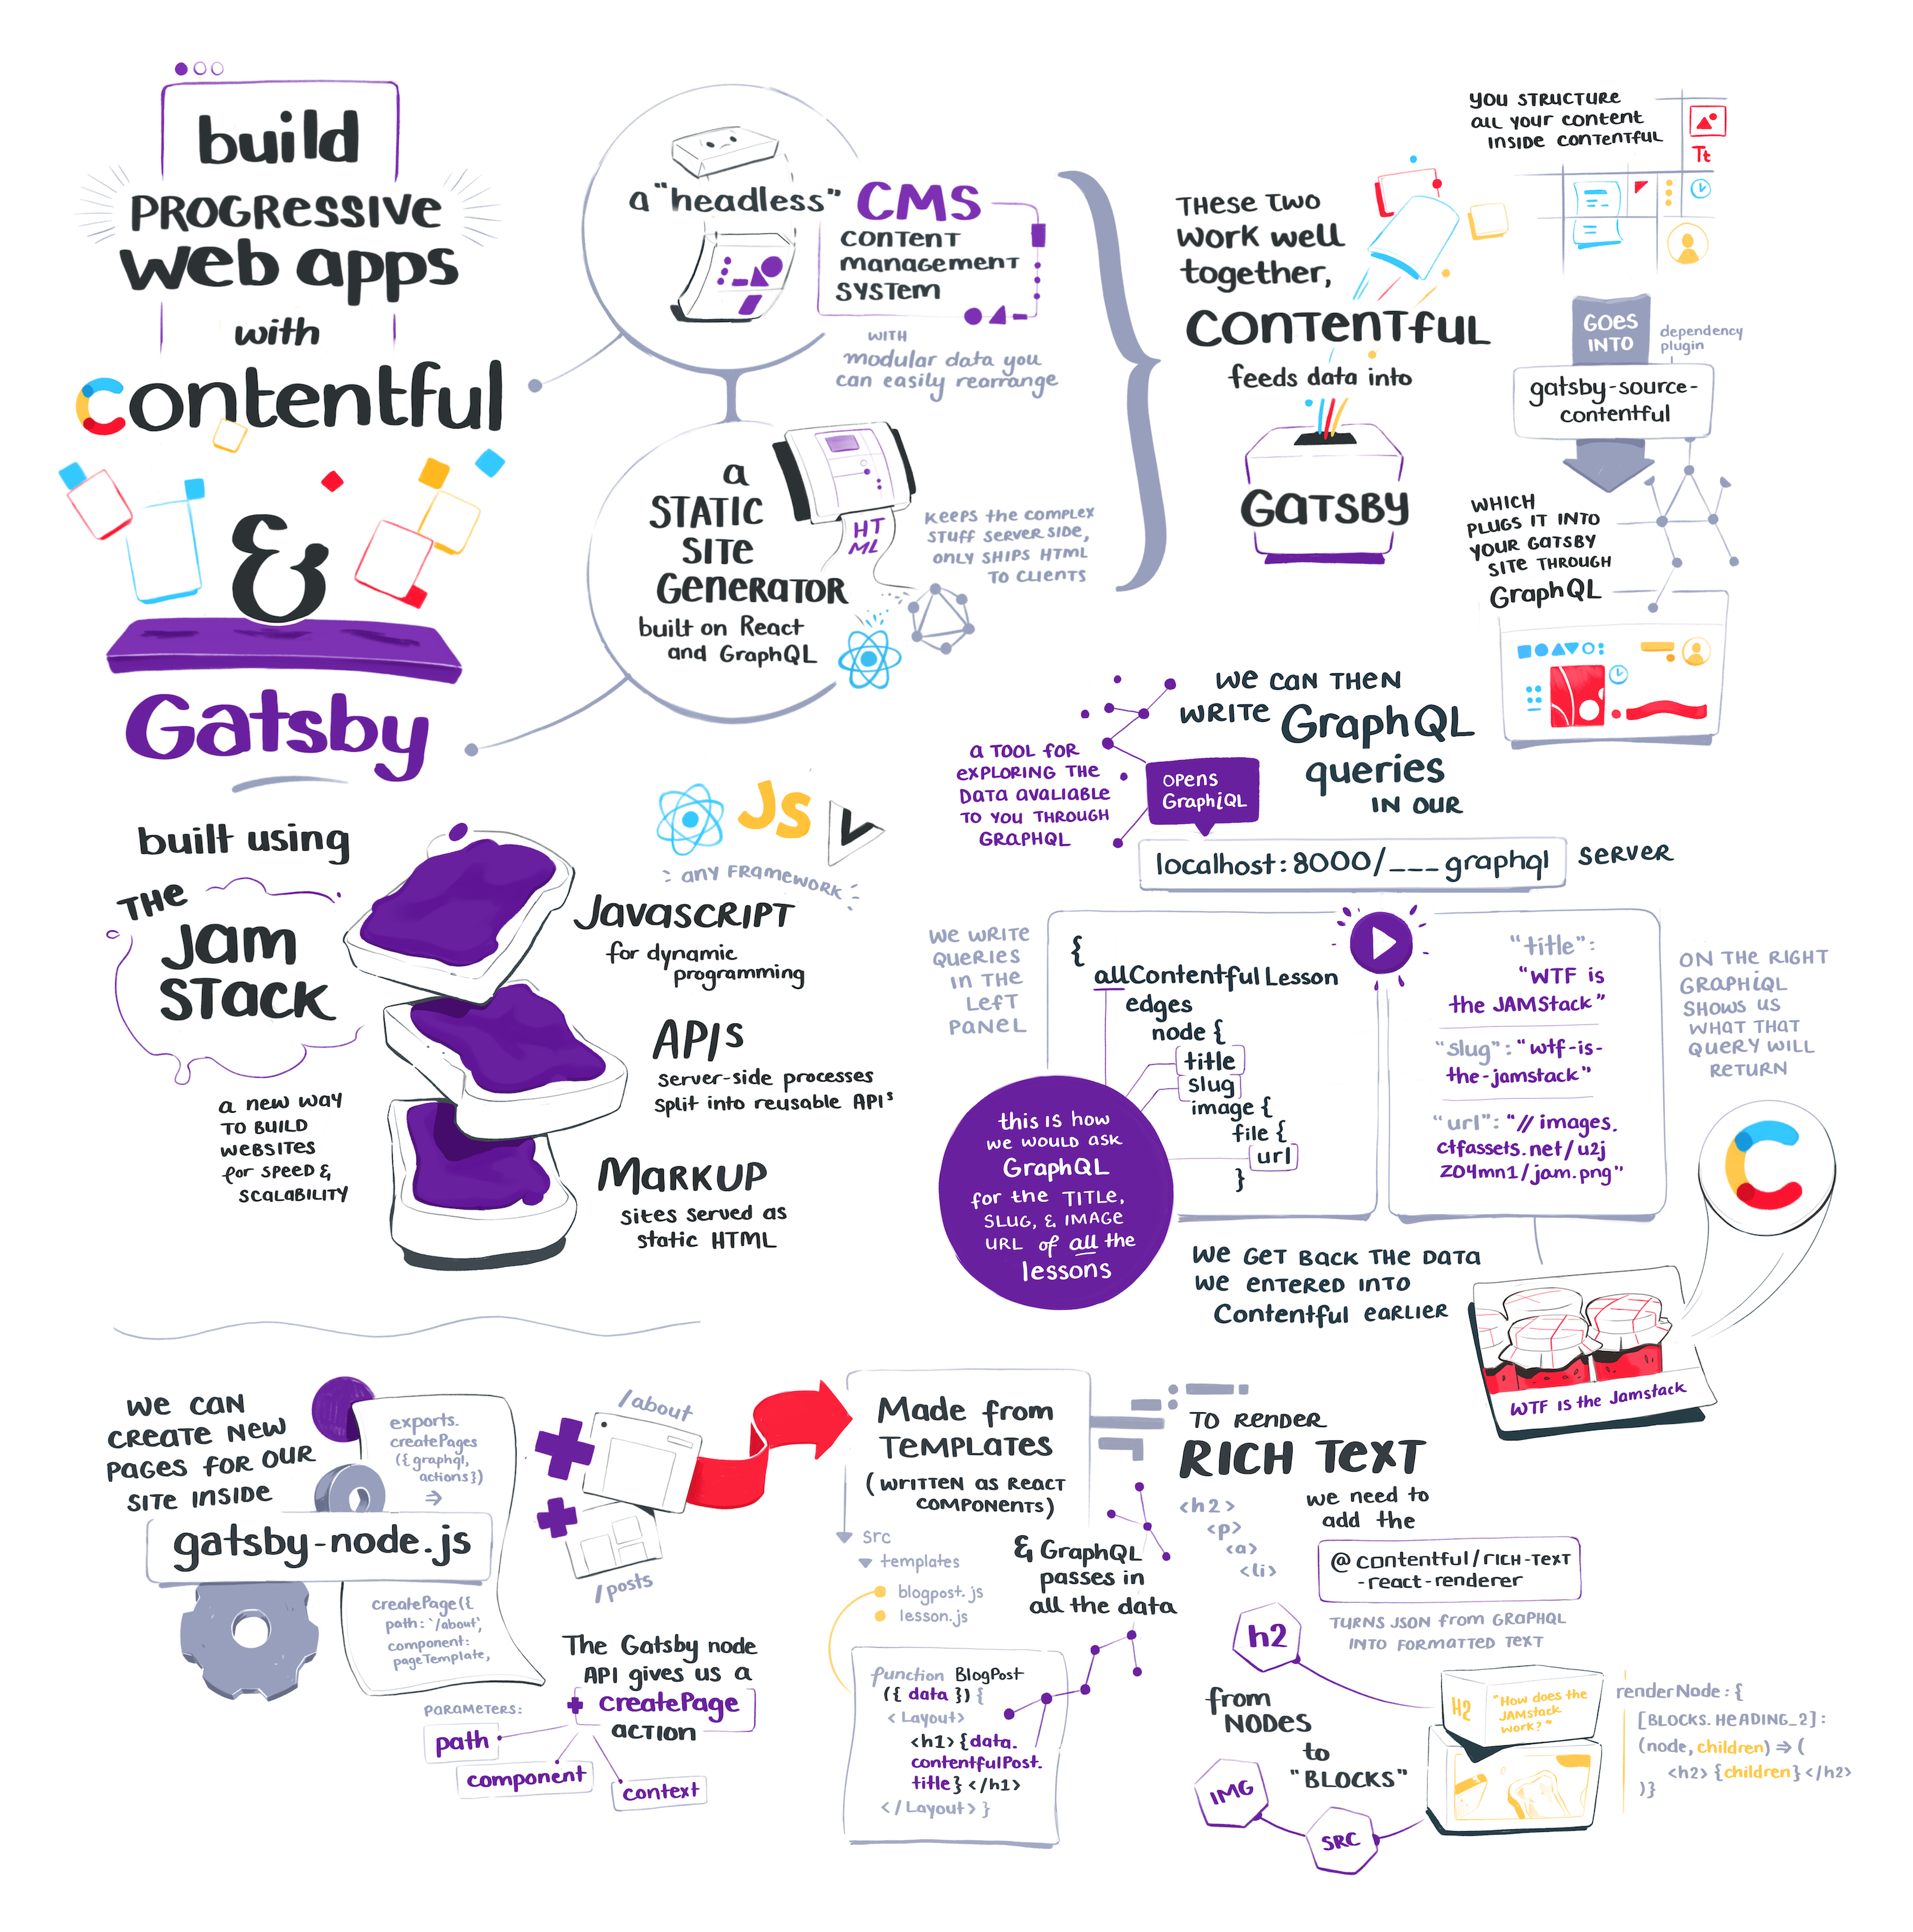 build
PROGRESSIVE
web apps
with
contentful
&
Gatsby
a "headless" CMS
CONTENT
MANAGEMENT
SYSTEM
WITH
modular data you
can easily rearrange
a
STATIC
SITE
GENERATOR
built on React
and GraphQL
HT
ML
KEEPS the COMPLEX
STUFF SERVER SIDE,
ONLY SHIPS HTML
TO CLIENTS
THESE TWO
WORK well
together,
CONTENTFUL
feeds data into
GATSBY
YOU STRUCTURE
all YOUR CONTENT
INSIDE CONTENTFUL
Tt
GOES
INTO
dependency
plugin
gatsby-source-
contentful
WHICH
PLUGS IT INTO
YOUR GATSBY
SITE THROUGH
GraphQL
built using
THE
Jam
STACK
a new way
TO BUILD
WEBSITES
for SPEED &
SCALABILITY
JS
V
any FRAMEWORK
JavaSCRIPT
for dynamic
programming
APIs
server-side processes
split into reusable APIs
MARKUP
sites served as
static HTML
We CAN THEN
WRITE GraphQL
queries
IN OUR
a TOOL FOR
EXPLORING THE
DATA AVALIABLE
TO YOU THROUGH
GRAPHQL
OPENS
GraphiQL
localhost:8000/___graphql
SERVER
WE WRITE
QUERIES
IN THE
LEFT
PANEL
{
allContentful Lesson
edges
node {
title
slug
image {
file {
url
}
this is how
we would ask
GraphQL
for the TITLE,
SLUG, & IMAGE
URL of all the
lessons
"title":
"WTF is
the JAMStack"
"slug": "wtf-is-
the-jamstack"
"url": "// images.
ctfassets.net/u2j
ZO4mn1/jam.png"
ON THE RIGHT
GRAPHiQL
SHOWS US
WHAT THAT
QUERY WILL
RETURN
We GET BACK THE DATA
We ENTERED INTO
Contentful EARLIER
WTF IS the Jamstack
WE CAN
CREATE NEW
PAGES FOR OUR
SITE INSIDE
gatsby-node.js
exports.
createPages
({ graphql,
actions })
⇒
createPage({
path: '/about',
component:
pageTemplate,
/about
/posts
The Gatsby node
API gives us a
createPage
action
PARAMETERS:
path
component
context
Made from
TEMPLATES
(WRITTEN as REACT
COMPONENTS)
src
templates
blogpost.js
lesson.js
& GraphQL
passes in
all the data
function BlogPost
({ data }) {
<Layout>
<h1> {data.
contentfulPost.
title} </h1>
</Layout> }
TO RENDER
RICH TEXT
we need to
add the
<h2>
<p>
<a>
<li>
@contentful/RICH-TEXT
-react-renderer
TURNS JSON from GRAPHQL
INTO FORMATTED TEXT
h2
from
NODES
to
"BLOCKS"
IMG
SRC
H2
"How does the
JAMstack
work?"
renderNode: {
[BLOCKS.HEADING_2]:
(node, children) ⇒ (
<h2> {children} </h2>
)}